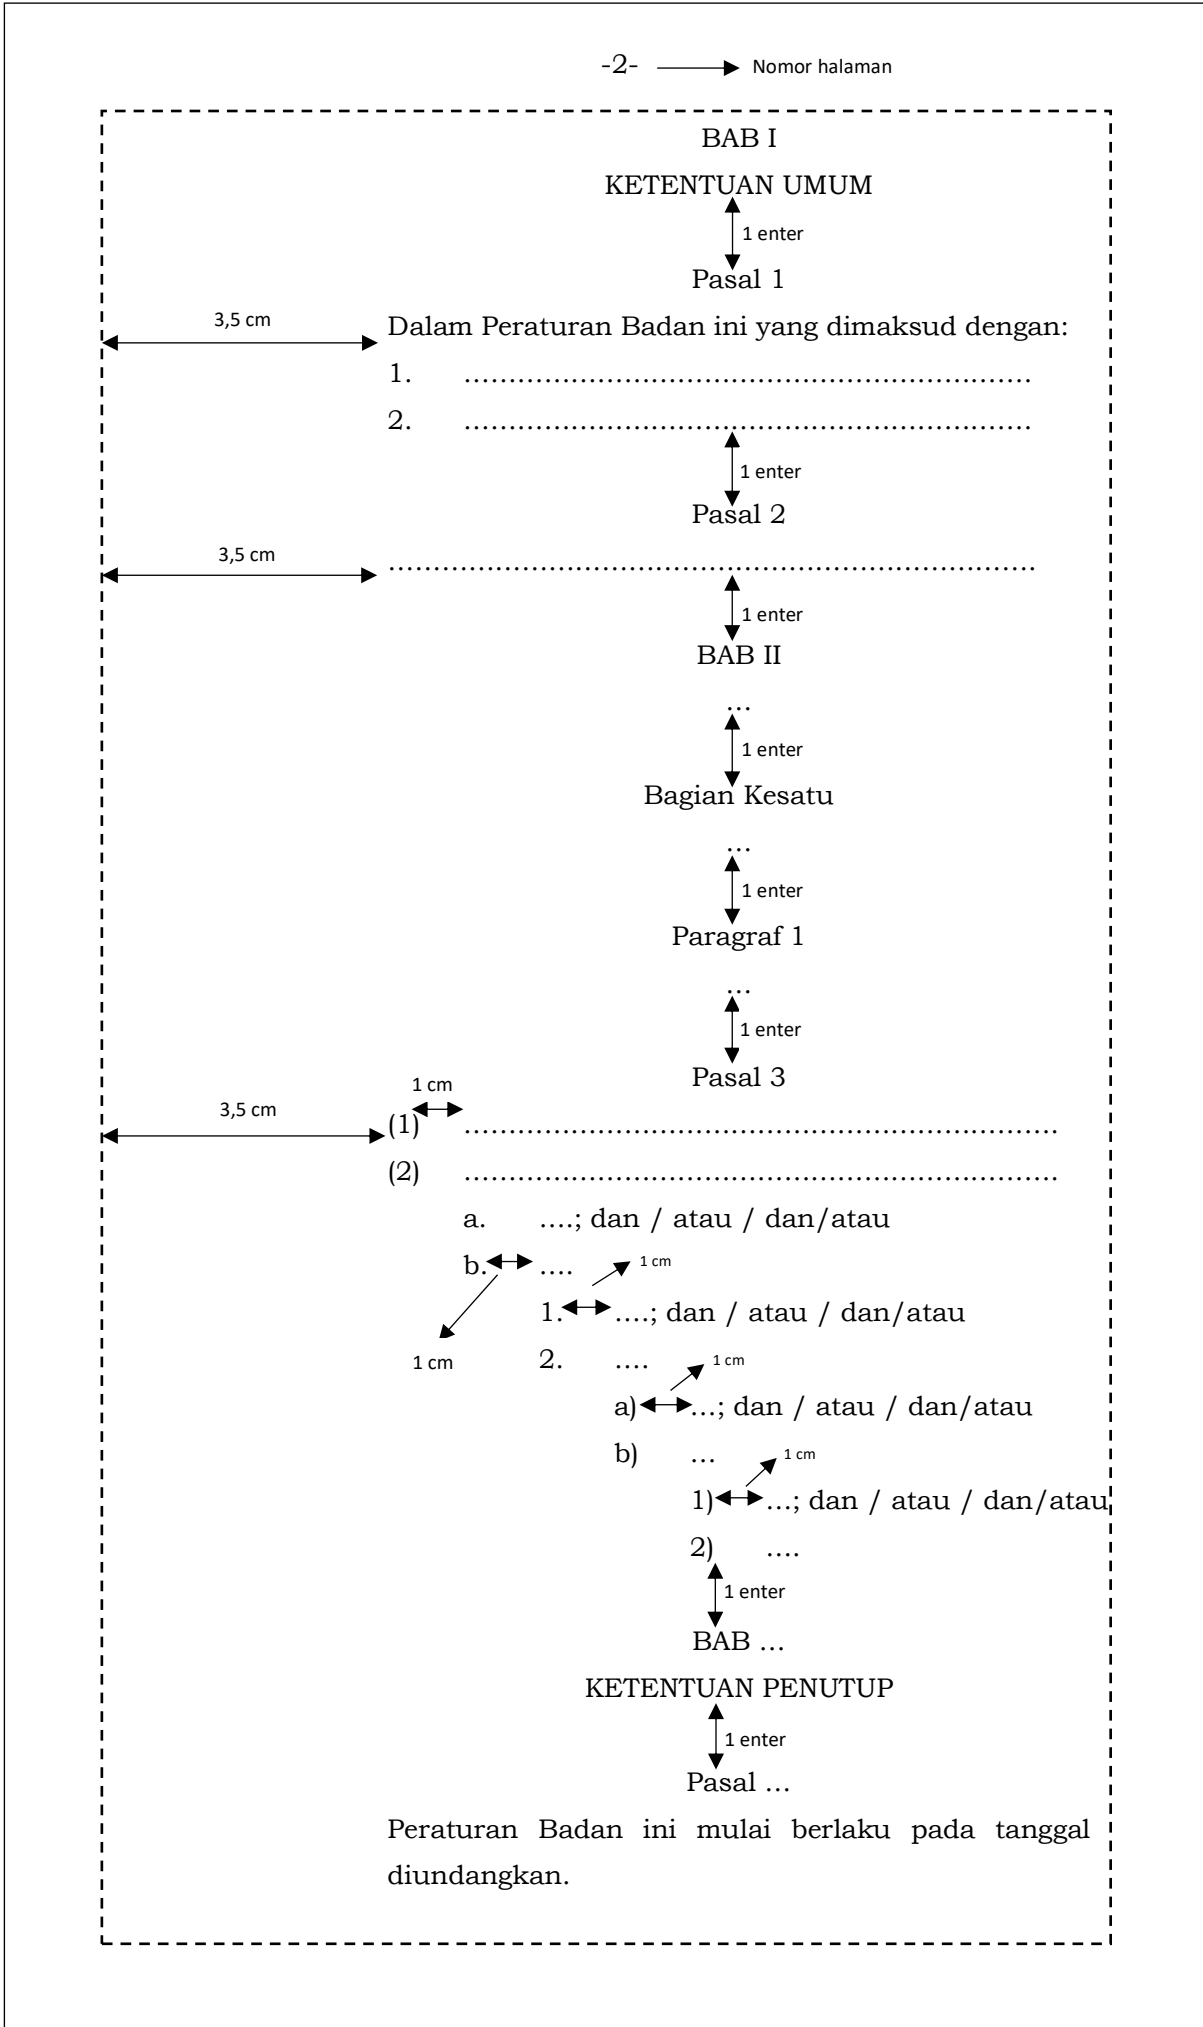 -2- Nomor halaman
BAB I
KETENTUAN UMUM
1 enter
Pasal 1
3,5 cm
Dalam Peraturan Badan ini yang dimaksud dengan:
1. ...............................................................
2. ...............................................................
1 enter
Pasal 2
3,5 cm
........................................................................
1 enter
BAB II
...
1 enter
Bagian Kesatu
...
1 enter
Paragraf 1
...
1 enter
Pasal 3
1 cm
3,5 cm
(1) ..................................................................
(2) ..................................................................
a. ....; dan / atau / dan/atau
b. .... 1 cm
1. ....; dan / atau / dan/atau
1 cm
2. .... 1 cm
a) ...; dan / atau / dan/atau
b) ... 1 cm
1) ...; dan / atau / dan/atau
2) ....
1 enter
BAB ...
KETENTUAN PENUTUP
1 enter
Pasal ...
Peraturan Badan ini mulai berlaku pada tanggal
diundangkan.